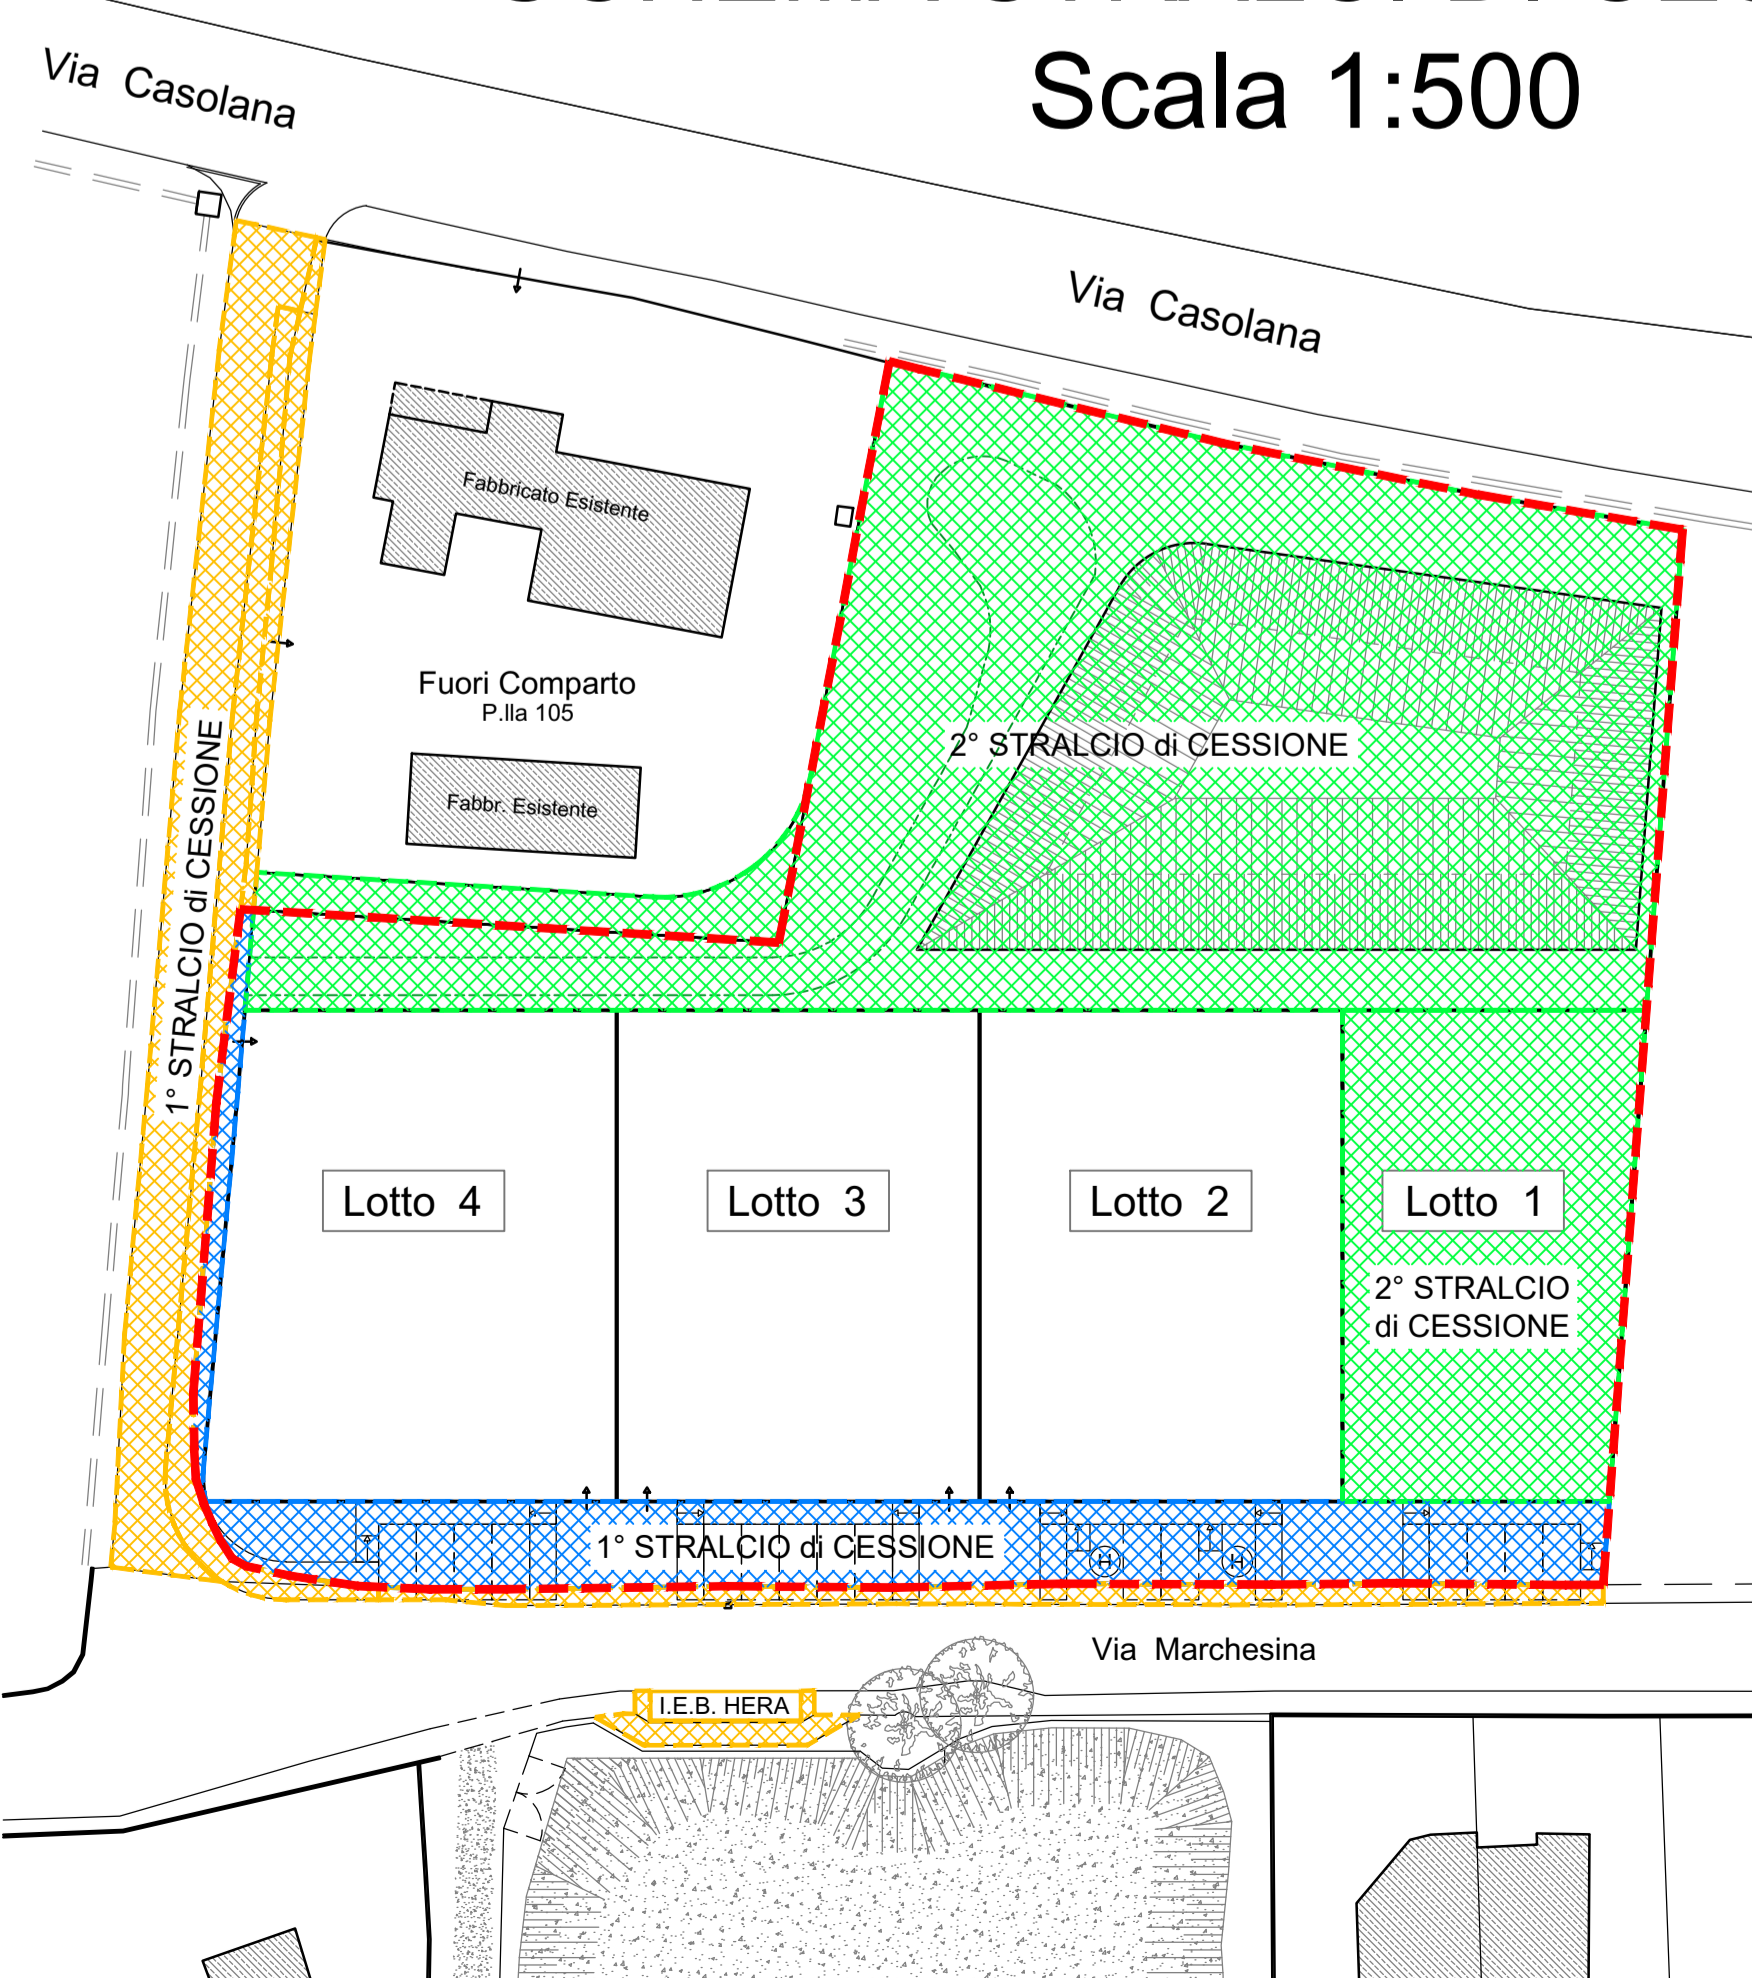 Scala 1:500
Via Casolana
Via Casolana
Fabbricato Esistente
Fuori Comparto
P.lla 105
Fabbr. Esistente
2° STRALCIO di CESSIONE
1° STRALCIO di CESSIONE
Lotto 4
Lotto 3
Lotto 2
Lotto 1
2° STRALCIO
di CESSIONE
1° STRALCIO di CESSIONE
H
H
Via Marchesina
I.E.B. HERA